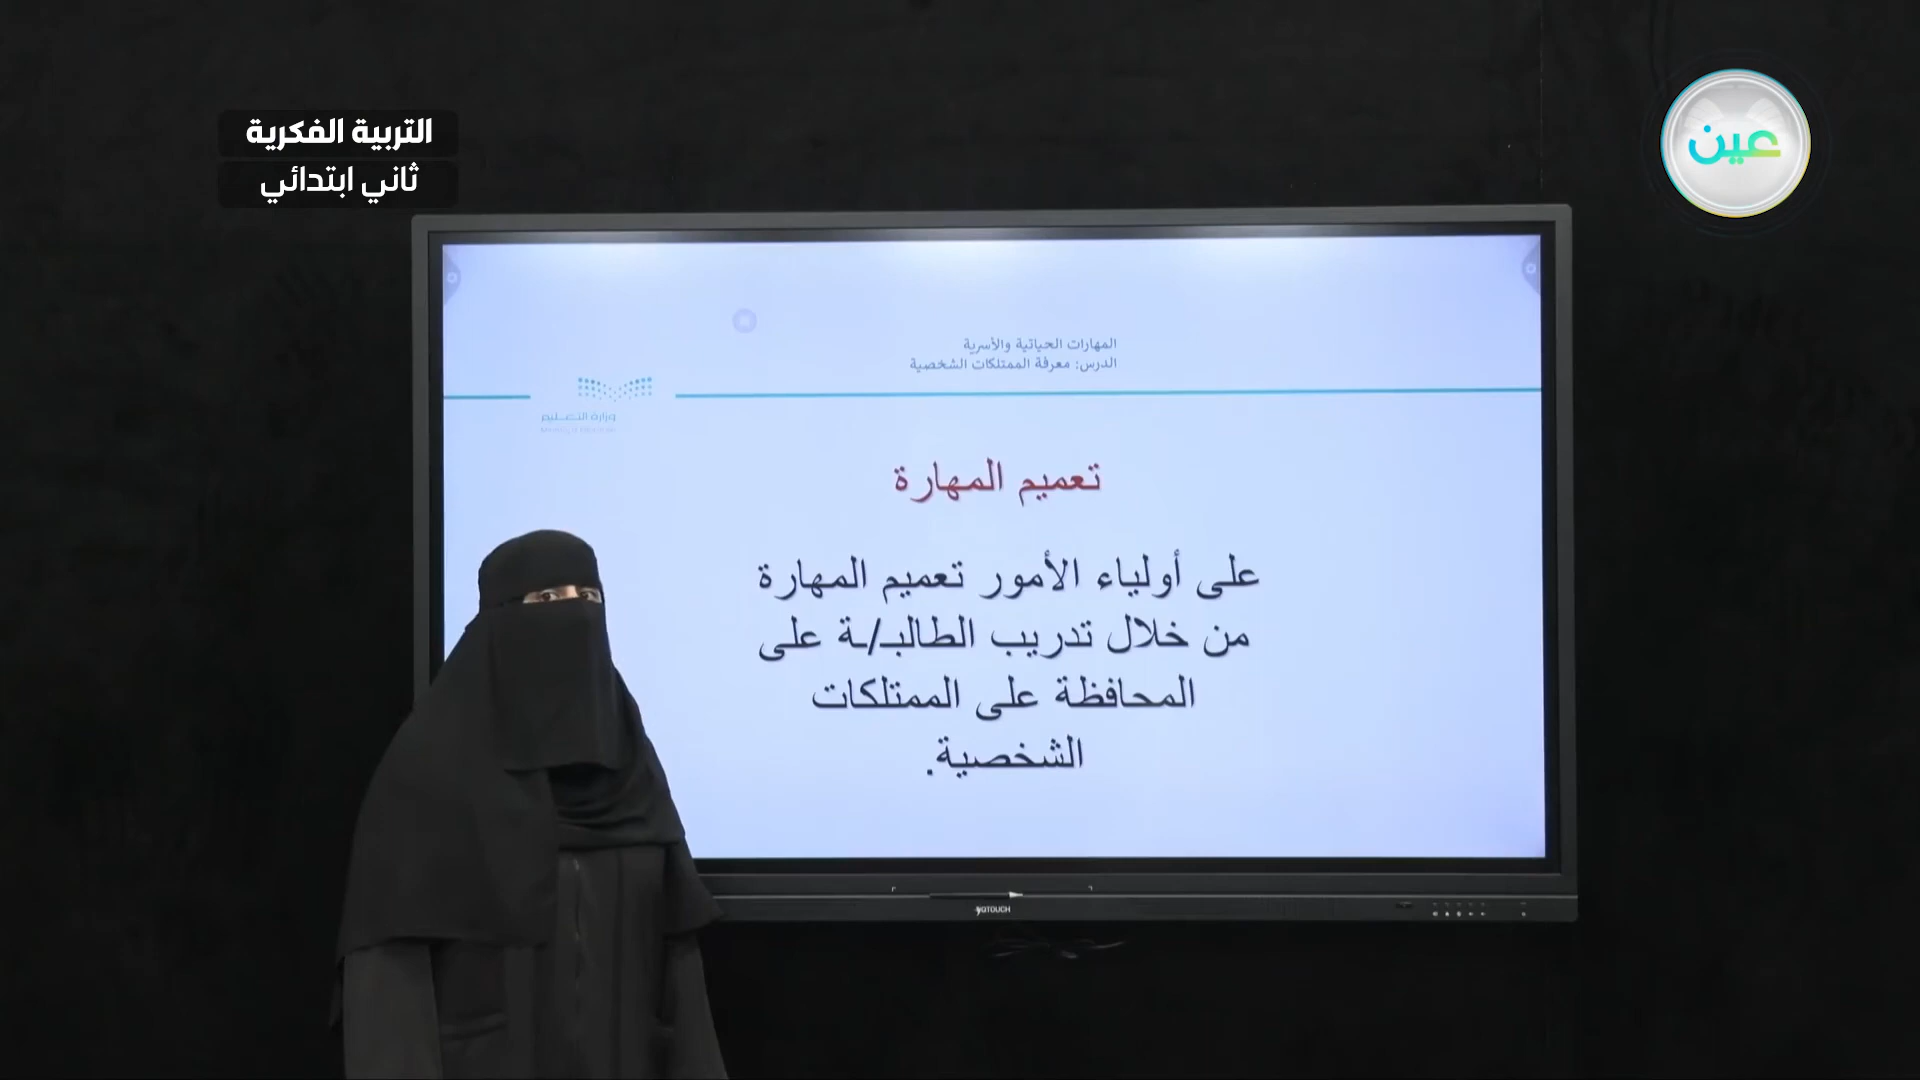 التربية الفكرية
ثاني ابتدائي
عين
المهارات الحياتية والأسرية
الدرس: معرفة الممتلكات الشخصية
وزارة التعليم
تعميم المهارة
على أولياء الأمور تعميم المهارة
من خلال تدريب الطالبـ/ـة على
المحافظة على الممتلكات
الشخصية.